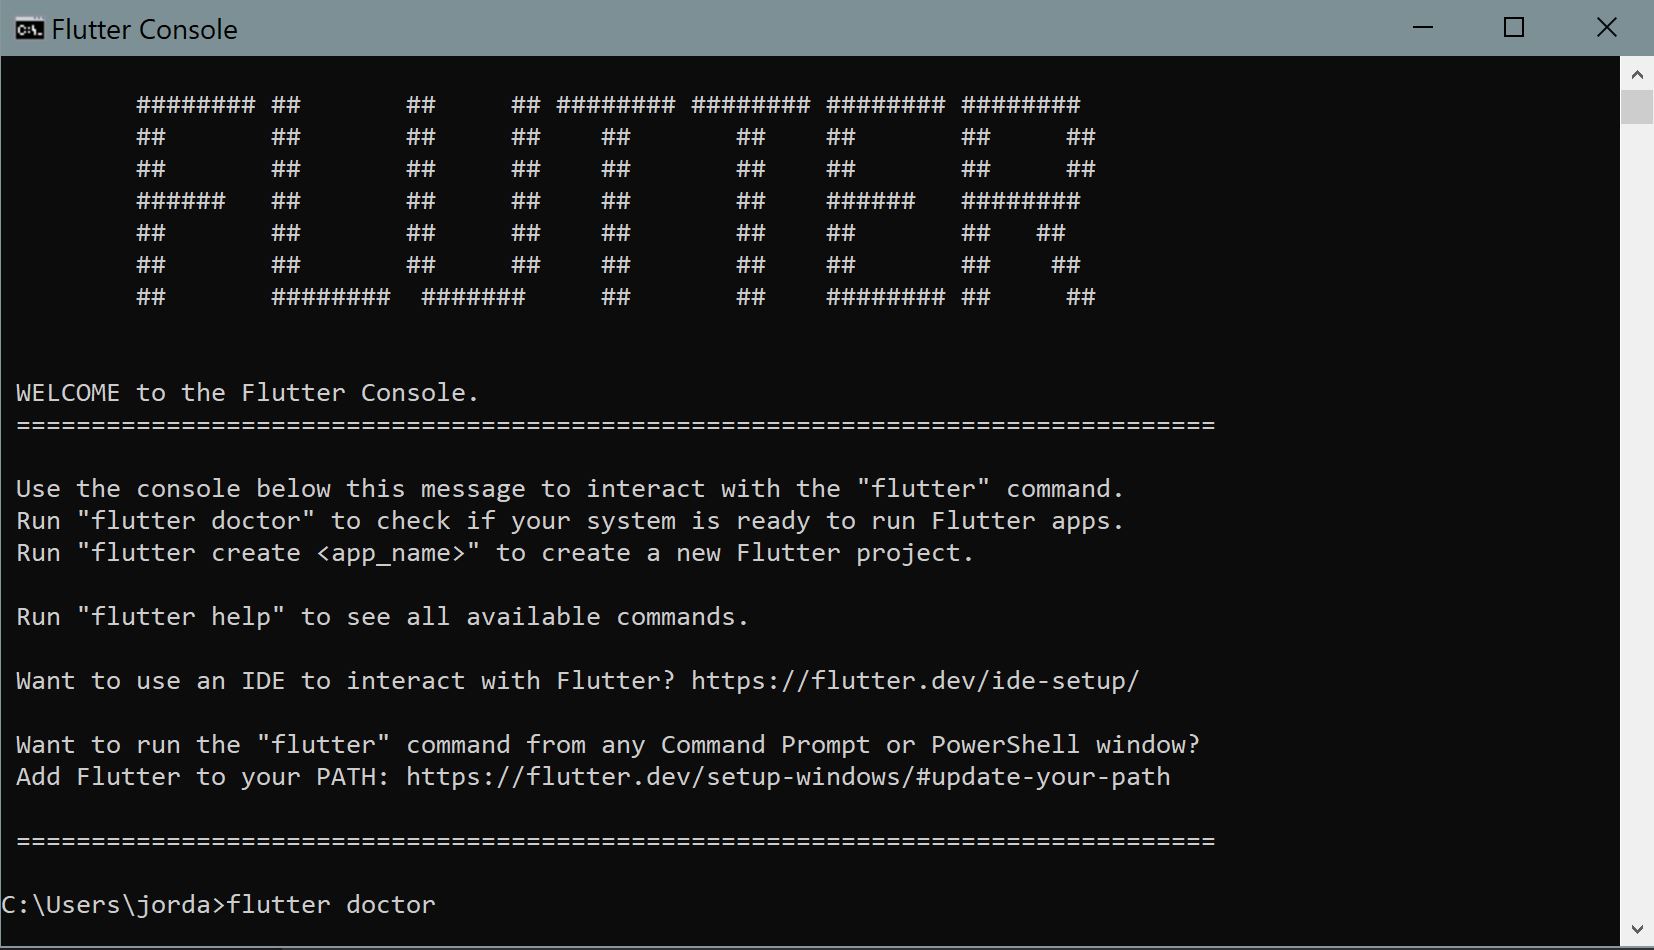 Flutter Console
######## ##       ##     ## ######## ######## ######## ########
##       ##       ##     ##    ##       ##    ##       ##     ##
##       ##       ##     ##    ##       ##    ##       ##     ##
######   ##       ##     ##    ##       ##    ######   ########
##       ##       ##     ##    ##       ##    ##       ##   ##
##       ##       ##     ##    ##       ##    ##       ##    ##
##       ########  #######     ##       ##    ######## ##     ##
WELCOME to the Flutter Console.
================================================================================
Use the console below this message to interact with the "flutter" command.
Run "flutter doctor" to check if your system is ready to run Flutter apps.
Run "flutter create <app_name>" to create a new Flutter project.
Run "flutter help" to see all available commands.
Want to use an IDE to interact with Flutter? https://flutter.dev/ide-setup/
Want to run the "flutter" command from any Command Prompt or PowerShell window?
Add Flutter to your PATH: https://flutter.dev/setup-windows/#update-your-path
================================================================================
C:\Users\jorda>flutter doctor